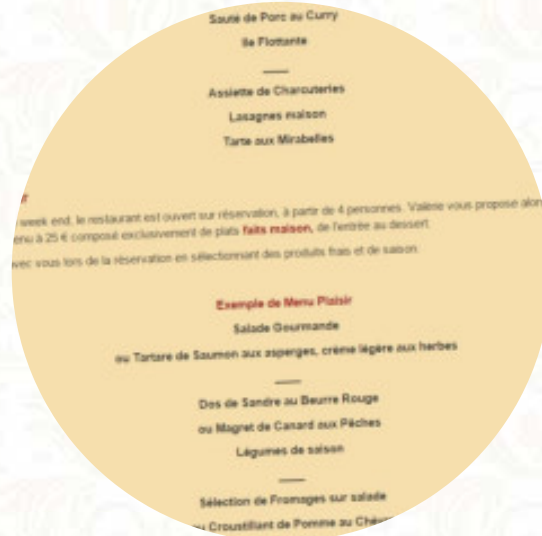 Sauté de Porc au Curry
Ile Flottante
Assiette de Charcuteries
Lasagnes maison
Tarte aux Mirabelles
week end, le restaurant est ouvert sur réservation, à partir de 4 personnes. Valérie vous propose
à 25 € composé exclusivement de plats faits maison, de l'entrée au dessert.
vous lors de la réservation en sélectionnant des produits frais et de saison.
Exemple de Menu Plaisir
Salade Gourmande
ou Tartare de Saumon aux asperges, crème légère aux herbes
Dos de Sandre au Beurre Rouge
ou Magret de Canard aux Pêches
Légumes de saison
Sélection de Fromages sur salade
Croustillant de Pomme au